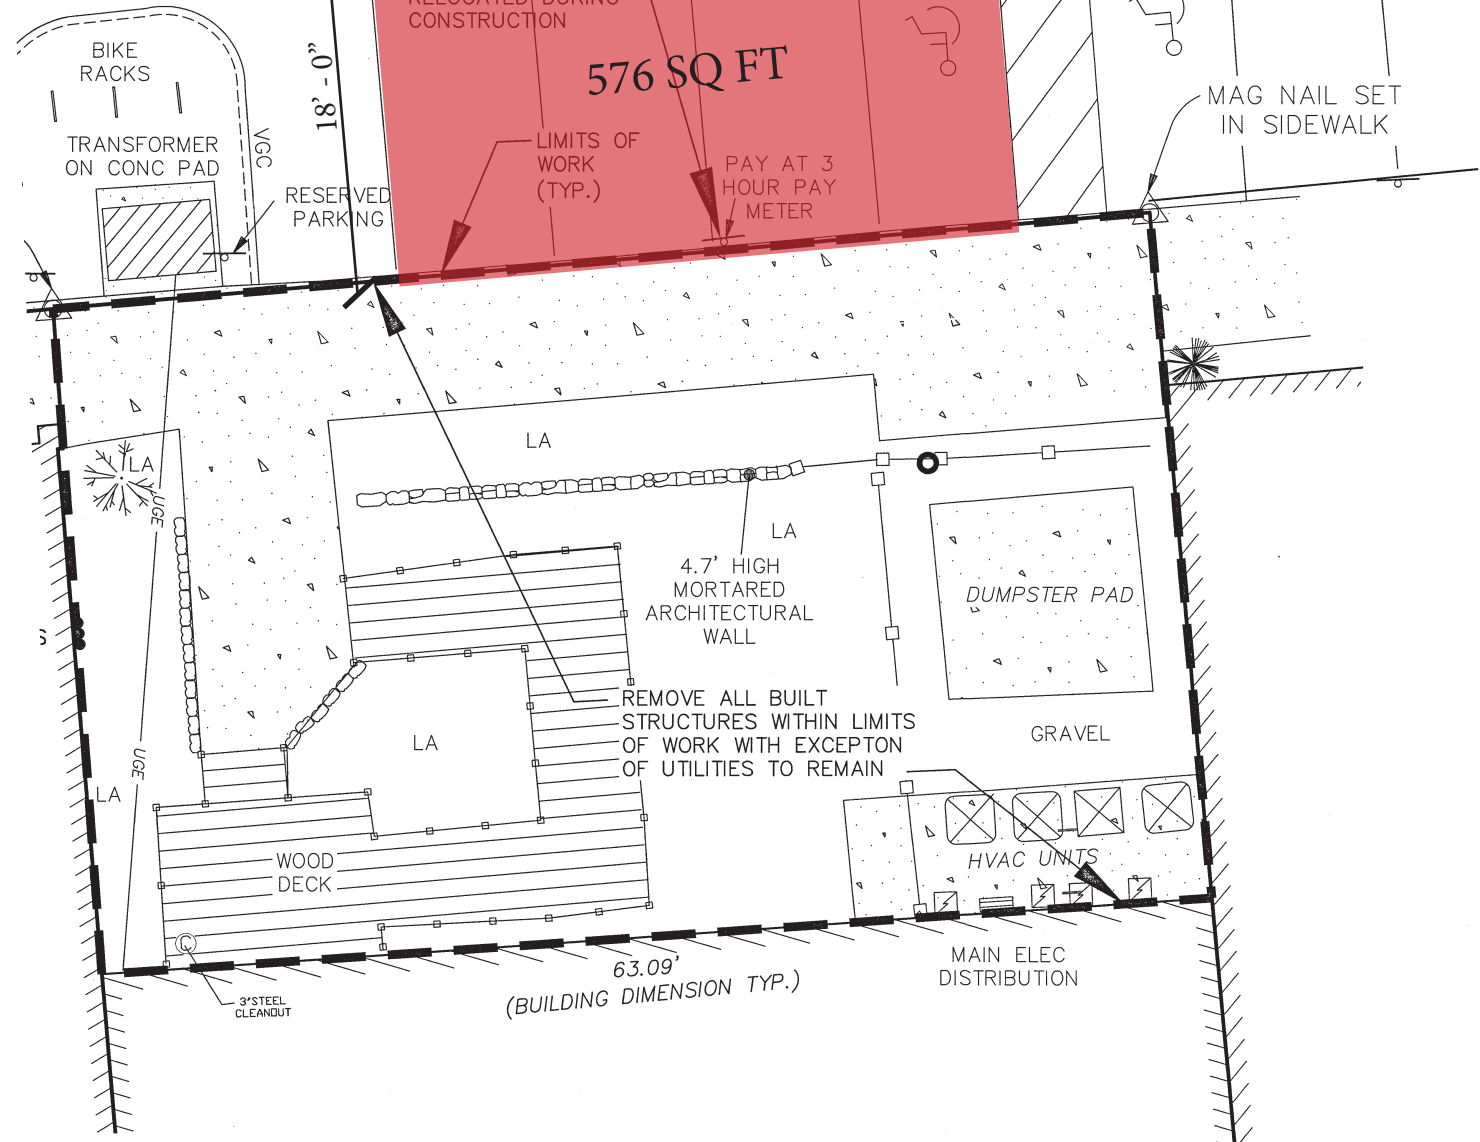 RELOCATED DURING
CONSTRUCTION
BIKE
RACKS
18' - 0"
576 SQ FT
MAG NAIL SET
IN SIDEWALK
TRANSFORMER
ON CONC PAD
VGC
LIMITS OF
WORK
(TYP.)
PAY AT 3
HOUR PAY
METER
RESERVED
PARKING
LA
LA
UGE
LA
4.7' HIGH
MORTARED
ARCHITECTURAL
WALL
DUMPSTER PAD
REMOVE ALL BUILT
STRUCTURES WITHIN LIMITS
OF WORK WITH EXCEPTON
OF UTILITIES TO REMAIN
GRAVEL
LA
UGE
LA
WOOD
DECK
HVAC UNITS
C
63.09'
(BUILDING DIMENSION TYP.)
MAIN ELEC
DISTRIBUTION
3"STEEL
CLEANOUT